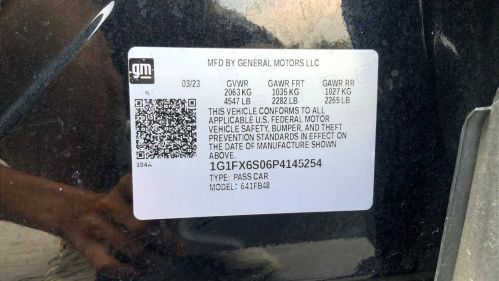 gm
MFD BY GENERAL MOTORS LLC
03/23 GVWR GAWR FRT GAWR RR
2063 KG 1035 KG 1027 KG
4547 LB 2282 LB 2265 LB
THIS VEHICLE CONFORMS TO ALL
APPLICABLE U.S. FEDERAL MOTOR
VEHICLE SAFETY, BUMPER, AND THEFT
PREVENTION STANDARDS IN EFFECT ON
THE DATE OF MANUFACTURE SHOWN
ABOVE.
1G1FX6S06P4145254
TYPE: PASS CAR
MODEL: 641FB48